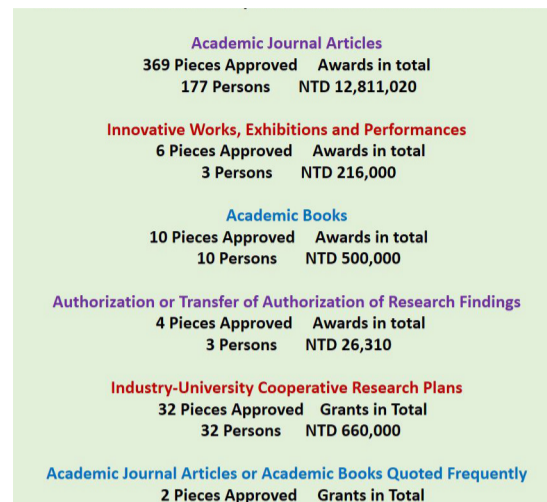 Academic Journal Articles
369 Pieces Approved Awards in total
177 Persons NTD 12,811,020
Innovative Works, Exhibitions and Performances
6 Pieces Approved Awards in total
3 Persons NTD 216,000
Academic Books
10 Pieces Approved Awards in total
10 Persons NTD 500,000
Authorization or Transfer of Authorization of Research Findings
4 Pieces Approved Awards in total
3 Persons NTD 26,310
Industry-University Cooperative Research Plans
32 Pieces Approved Grants in Total
32 Persons NTD 660,000
Academic Journal Articles or Academic Books Quoted Frequently
2 Pieces Approved Grants in Total